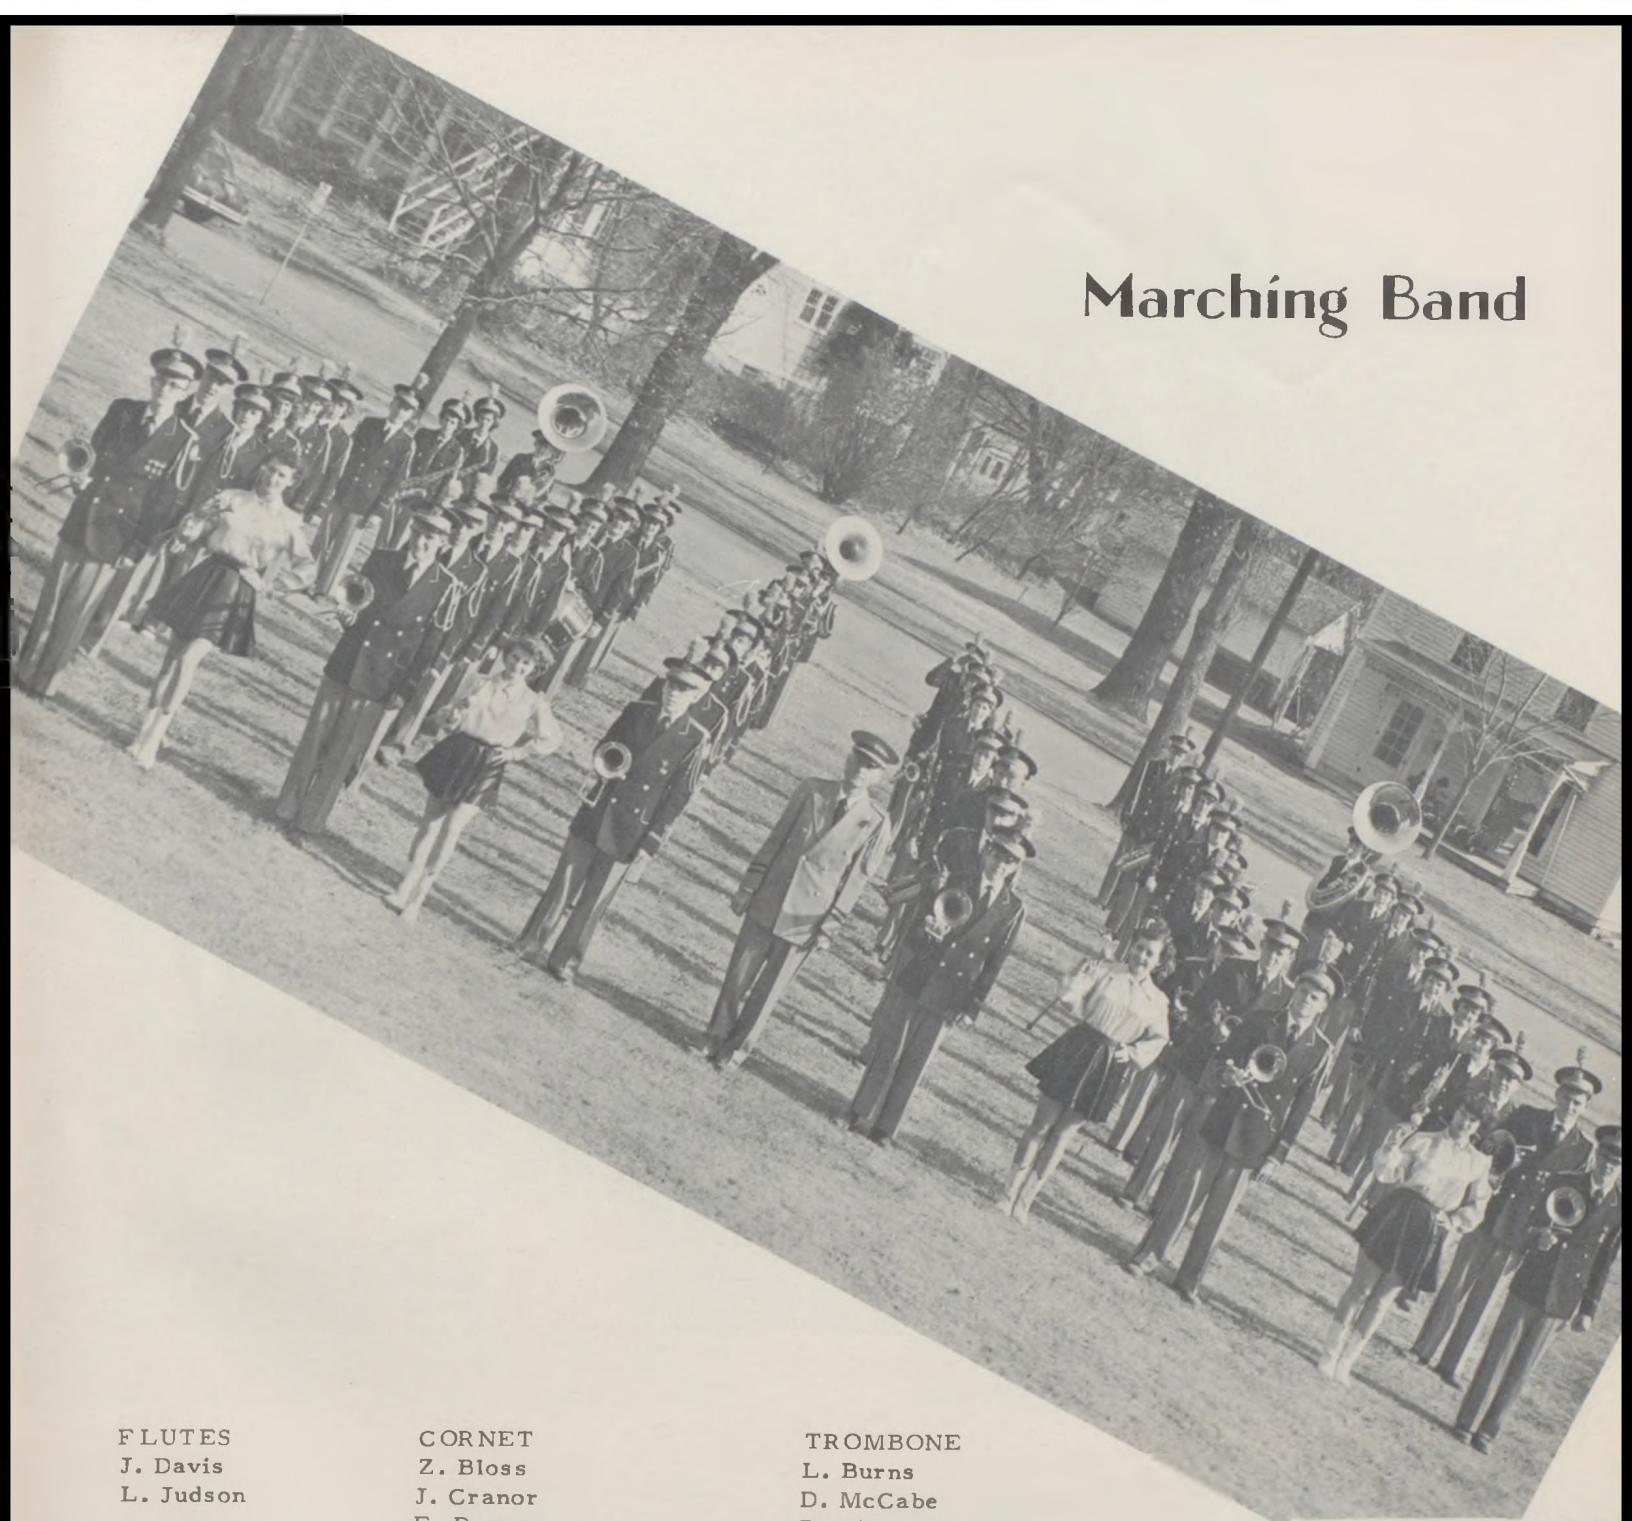 Marching Band
FLUTES
J. Davis
L. Judson
CORNET
Z. Bloss
J. Cranor
TROMBONE
L. Burns
D. McCabe